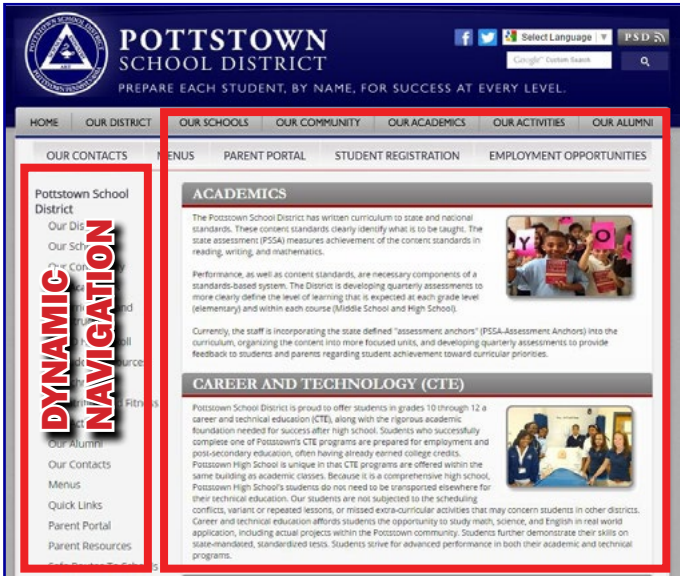 POTTSTOWN
SCHOOL DISTRICT
PREPARE EACH STUDENT, BY NAME, FOR SUCCESS AT EVERY LEVEL.
Select Language
PSD
Google Custom Search
HOME OUR DISTRICT OUR SCHOOLS OUR COMMUNITY OUR ACADEMICS OUR ACTIVITIES OUR ALUMNI
OUR CONTACTS MENUS PARENT PORTAL STUDENT REGISTRATION EMPLOYMENT OPPORTUNITIES
Pottstown School
District
Our
Our
Our
DYNAMIC
NAVIGATION
and
Fitness
Our Alumni
Our Contacts
Menus
Quick Links
Parent Portal
Parent Resources
Safe Routes To Schools
ACADEMICS
The Pottstown School District has written curriculum to state and national
standards. These content standards clearly identify what is to be taught. The
state assessment (PSSA) measures achievement of the content standards in
reading, writing, and mathematics.
Performance, as well as content standards, are necessary components of a
standards-based system. The District is developing quarterly assessments to
more clearly define the level of learning that is expected at each grade level
(elementary) and within each course (Middle School and High School).
Currently, the staff is incorporating the state defined "assessment anchors" (PSSA-Assessment Anchors) into the
curriculum, organizing the content into more focused units, and developing quarterly assessments to provide
feedback to students and parents regarding student achievement toward curricular priorities.
Y O U
CAREER AND TECHNOLOGY (CTE)
Pottstown School District is proud to offer students in grades 10 through 12 a
career and technical education (CTE), along with the rigorous academic
foundation needed for success after high school. Students who successfully
complete one of Pottstown's CTE programs are prepared for employment and
post-secondary education, often having already earned college credits.
Pottstown High School is unique in that CTE programs are offered within the
same building as academic classes. Because it is a comprehensive high school,
Pottstown High School's students do not need to be transported elsewhere for
their technical education. Our students are not subjected to the scheduling
conflicts, variant or repeated lessons, or missed extra-curricular activities that may concern students in other districts.
Career and technical education affords students the opportunity to study math, science, and English in real world
application, including actual projects within the Pottstown community. Students further demonstrate their skills on
state-mandated, standardized tests. Students strive for advanced performance in both their academic and technical
programs.